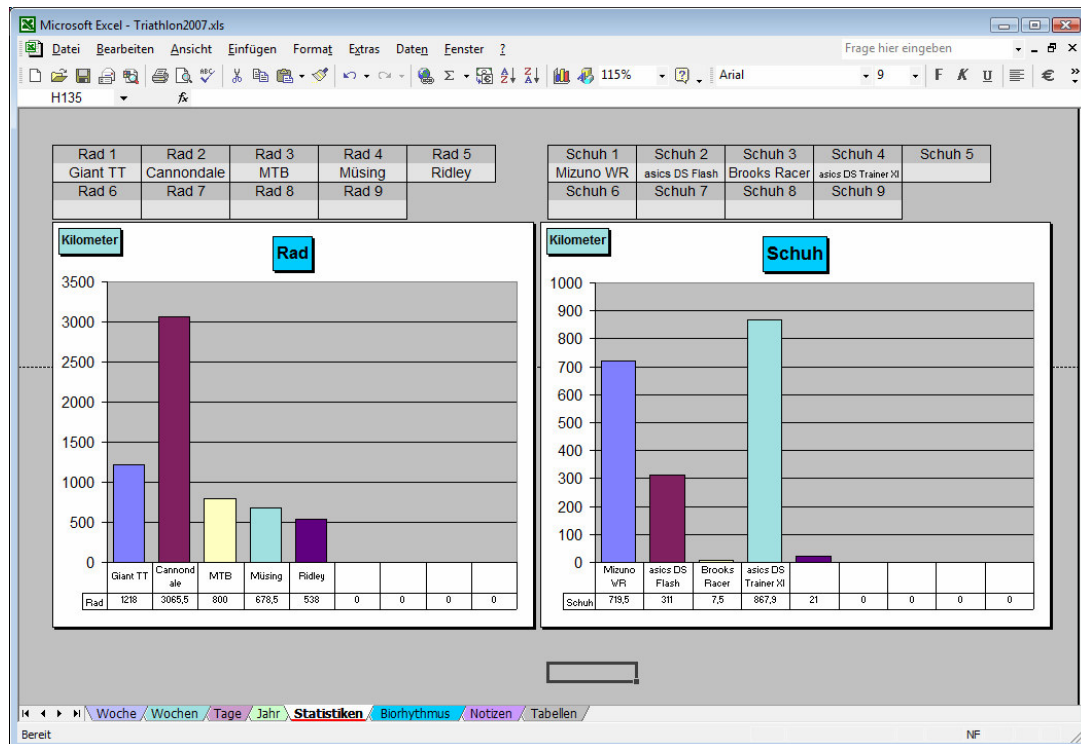 Microsoft Excel - Triathlon2007.xls
Datei Bearbeiten Ansicht Einfügen Format Extras Daten Fenster ?
Frage hier eingeben
115% Arial 9 F K U €
H135 fx
Rad 1 Rad 2 Rad 3 Rad 4 Rad 5
Giant TT Cannondale MTB Müsing Ridley
Rad 6 Rad 7 Rad 8 Rad 9
Schuh 1 Schuh 2 Schuh 3 Schuh 4 Schuh 5
Mizuno WR asics DS Flash Brooks Racer asics DS Trainer XI
Schuh 6 Schuh 7 Schuh 8 Schuh 9
Kilometer
Rad
3500
3000
2500
2000
1500
1000
500
0
Giant TT Cannond ale MTB Müsing Ridley
Rad 1218 3065,5 800 678,5 538 0 0 0 0
Kilometer
Schuh
1000
900
800
700
600
500
400
300
200
100
0
Mizuno WR asics DS Flash Brooks Racer asics DS Trainer XI
Schuh 719,5 311 7,5 867,9 21 0 0 0 0
Woche Wochen Tage Jahr Statistiken Biorhythmus Notizen Tabellen
Bereit NF